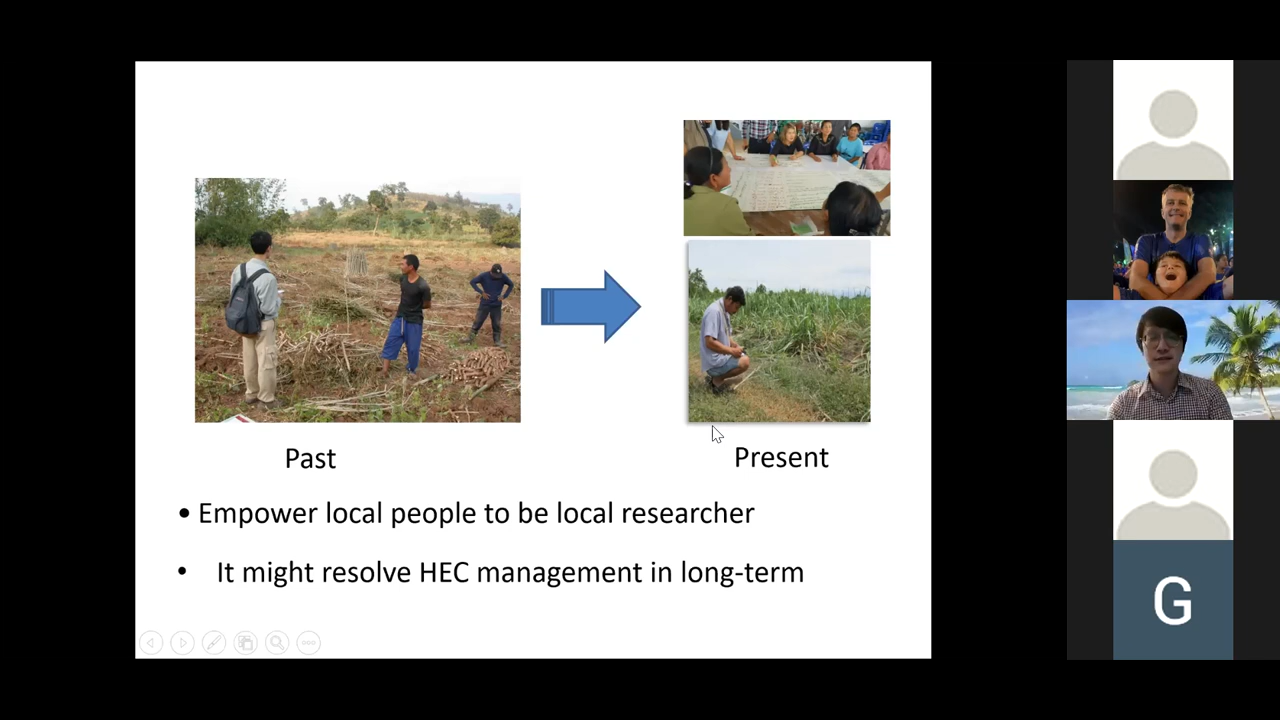 Past
Present
• Empower local people to be local researcher
• It might resolve HEC management in long-term
G